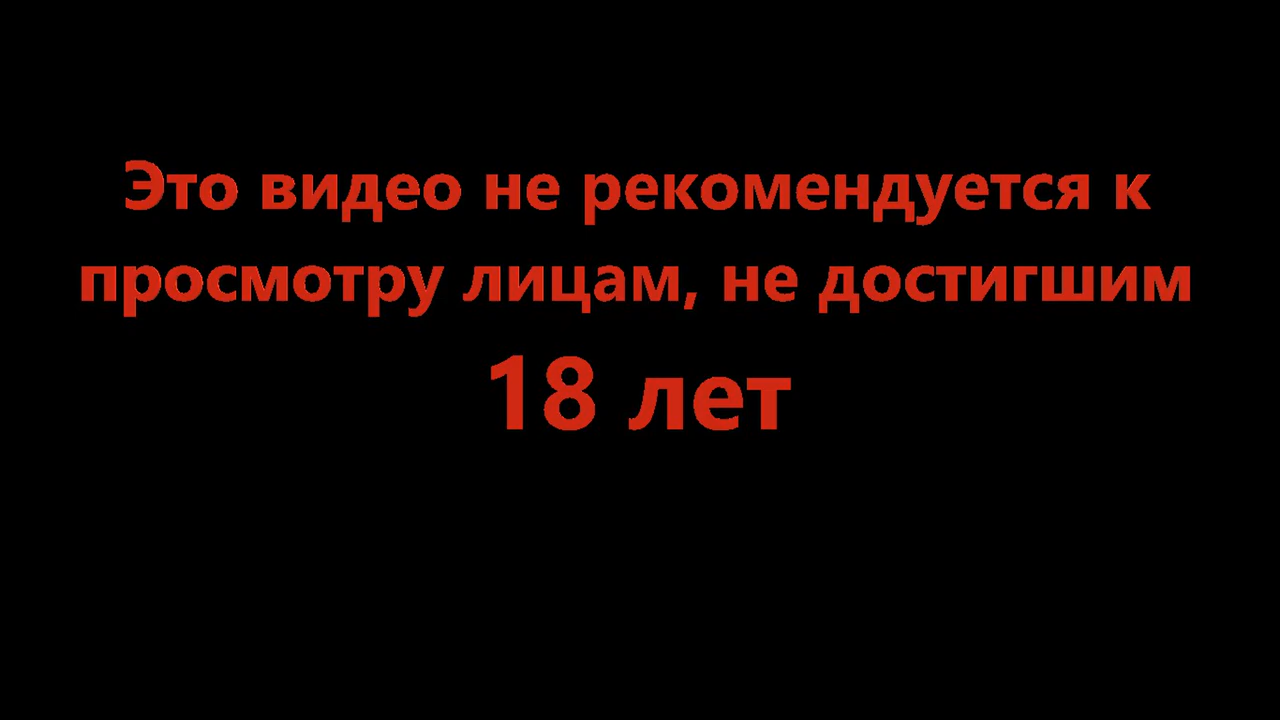 Это видео не рекомендуется к
просмотру лицам, не достигшим
18 лет